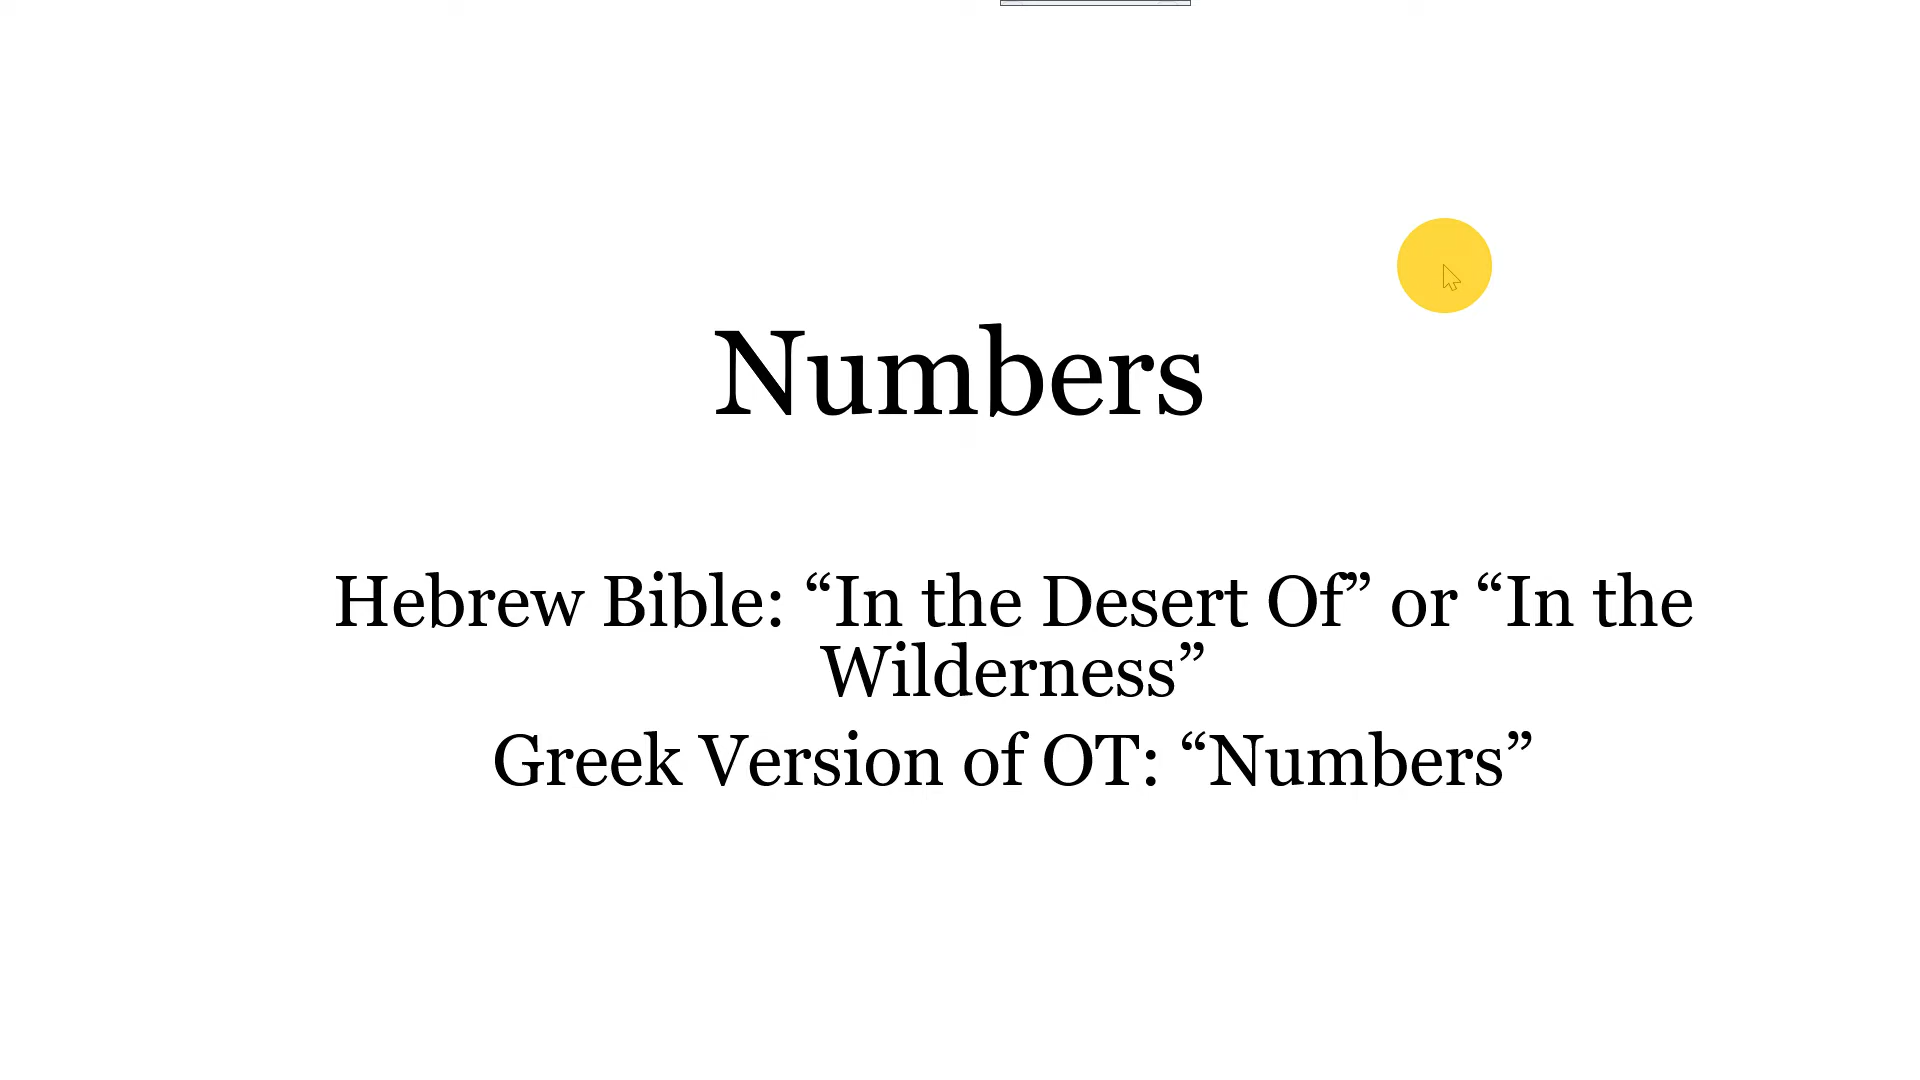 Numbers
Hebrew Bible: “In the Desert Of” or “In the
Wilderness”
Greek Version of OT: “Numbers”